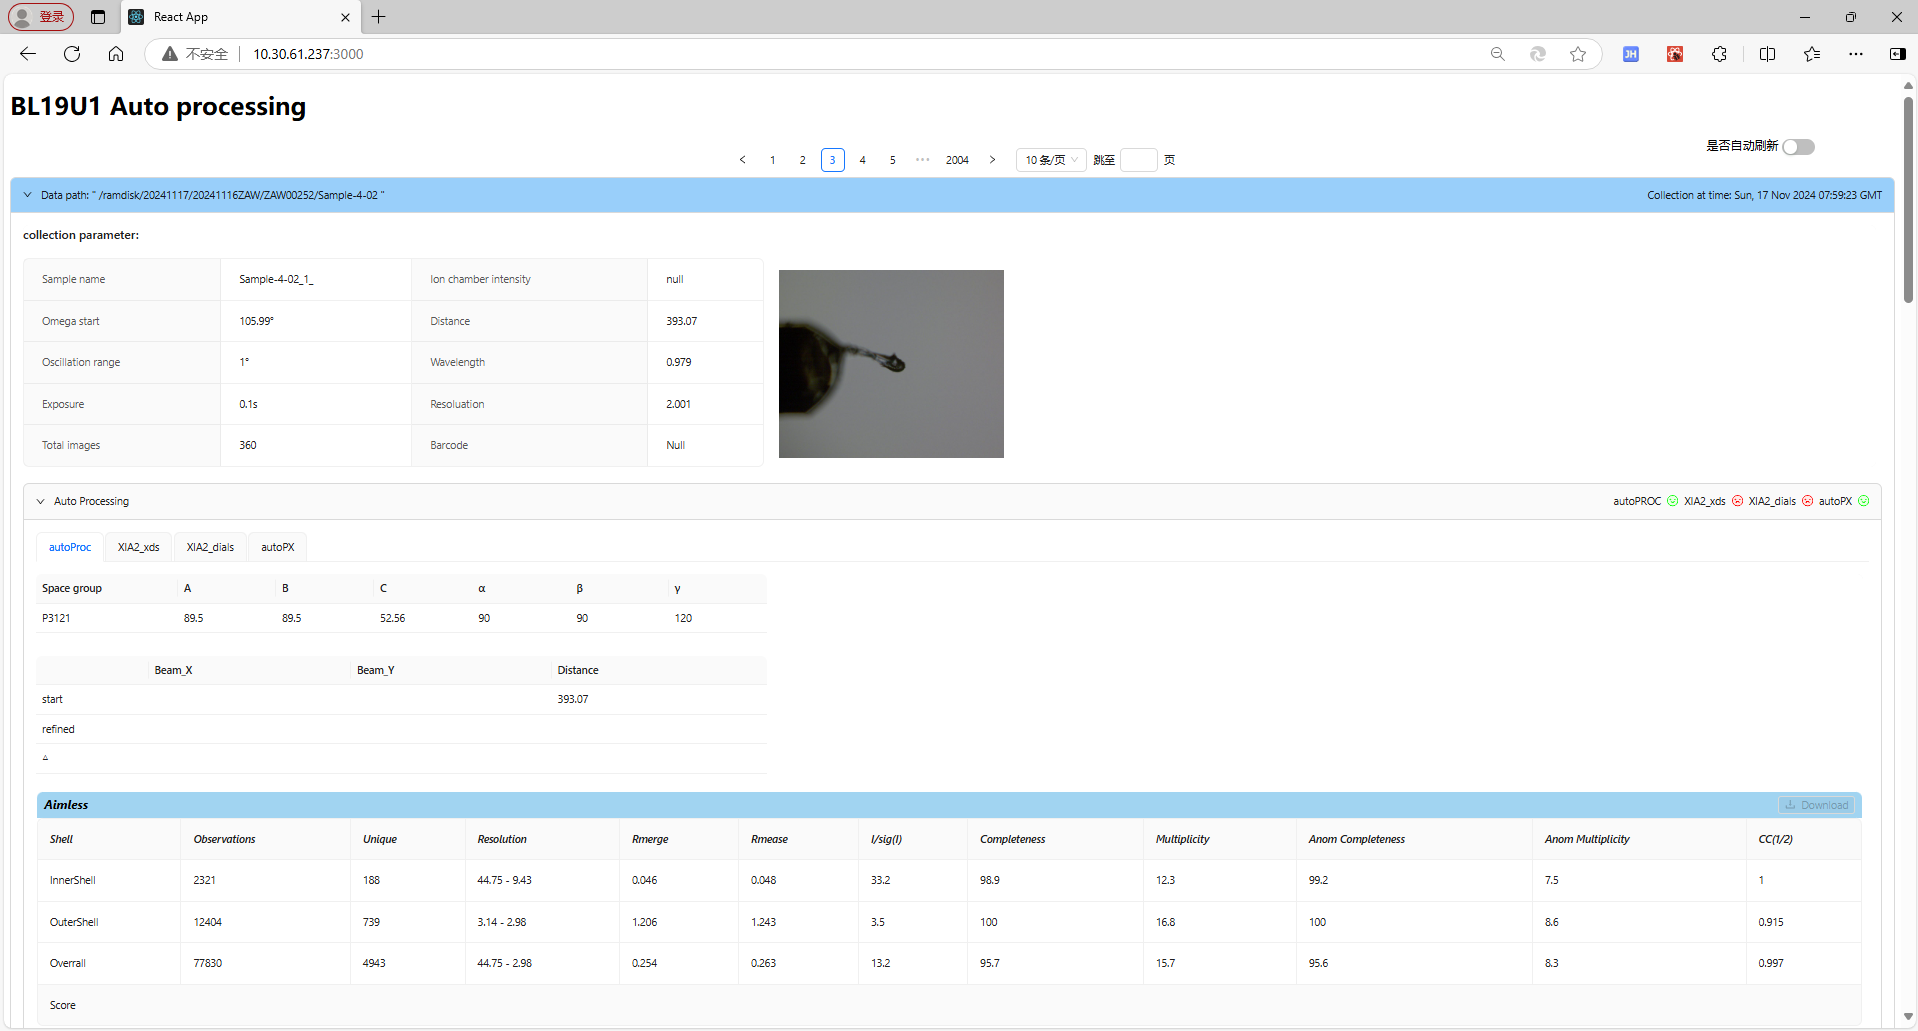 登录
React App
不安全
10.30.61.237:3000
JH
BL19U1 Auto processing
是否自动刷新
1 2 3 4 5 ••• 2004 10 条/页 跳至 页
Data path: " /ramdisk/20241117/20241116ZAW/ZAW00252/Sample-4-02 " Collection at time: Sun, 17 Nov 2024 07:59:23 GMT
collection parameter:
Sample name Sample-4-02_1_ Ion chamber intensity null
Omega start 105.99° Distance 393.07
Oscillation range 1° Wavelength 0.979
Exposure 0.1s Resoluation 2.001
Total images 360 Barcode Null
Auto Processing autoPROC XIA2_xds XIA2_dials autoPX
autoProc XIA2_xds XIA2_dials autoPX
Space group A B C α β γ
P3121 89.5 89.5 52.56 90 90 120
Beam_X Beam_Y Distance
start 393.07
refined
△
Aimless Download
Shell Observations Unique Resolution Rmerge Rmease I/sig(I) Completeness Multiplicity Anom Completeness Anom Multiplicity CC(1/2)
InnerShell 2321 188 44.75 - 9.43 0.046 0.048 33.2 98.9 12.3 99.2 7.5 1
OuterShell 12404 739 3.14 - 2.98 1.206 1.243 3.5 100 16.8 100 8.6 0.915
Overrall 77830 4943 44.75 - 2.98 0.254 0.263 13.2 95.7 15.7 95.6 8.3 0.997
Score